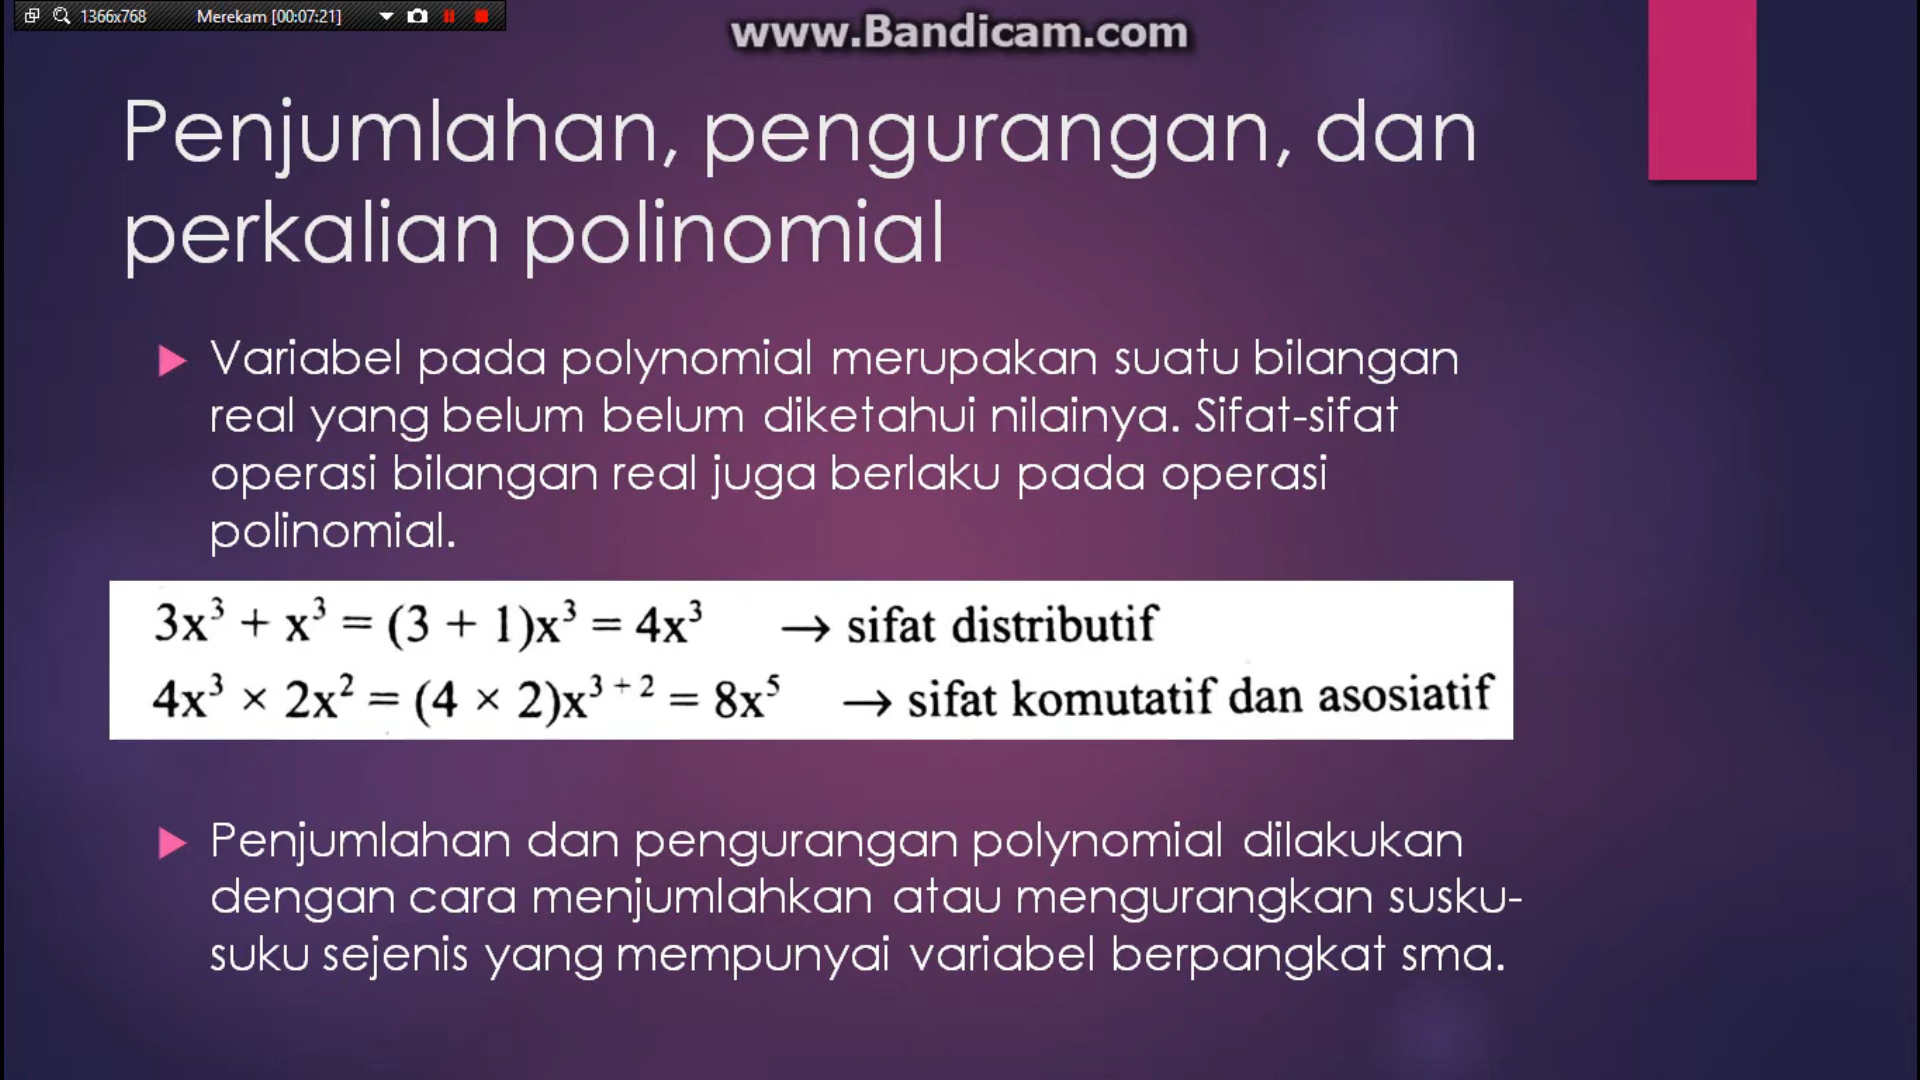 1366x768 Merekam [00:07:21]
www.Bandicam.com
Penjumlahan, pengurangan, dan
perkalian polinomial
Variabel pada polynomial merupakan suatu bilangan
real yang belum belum diketahui nilainya. Sifat-sifat
operasi bilangan real juga berlaku pada operasi
polinomial.
3x³ + x³ = (3 + 1)x³ = 4x³ → sifat distributif
4x³ × 2x² = (4 × 2)x³⁺² = 8x⁵ → sifat komutatif dan asosiatif
Penjumlahan dan pengurangan polynomial dilakukan
dengan cara menjumlahkan atau mengurangkan susku-
suku sejenis yang mempunyai variabel berpangkat sma.